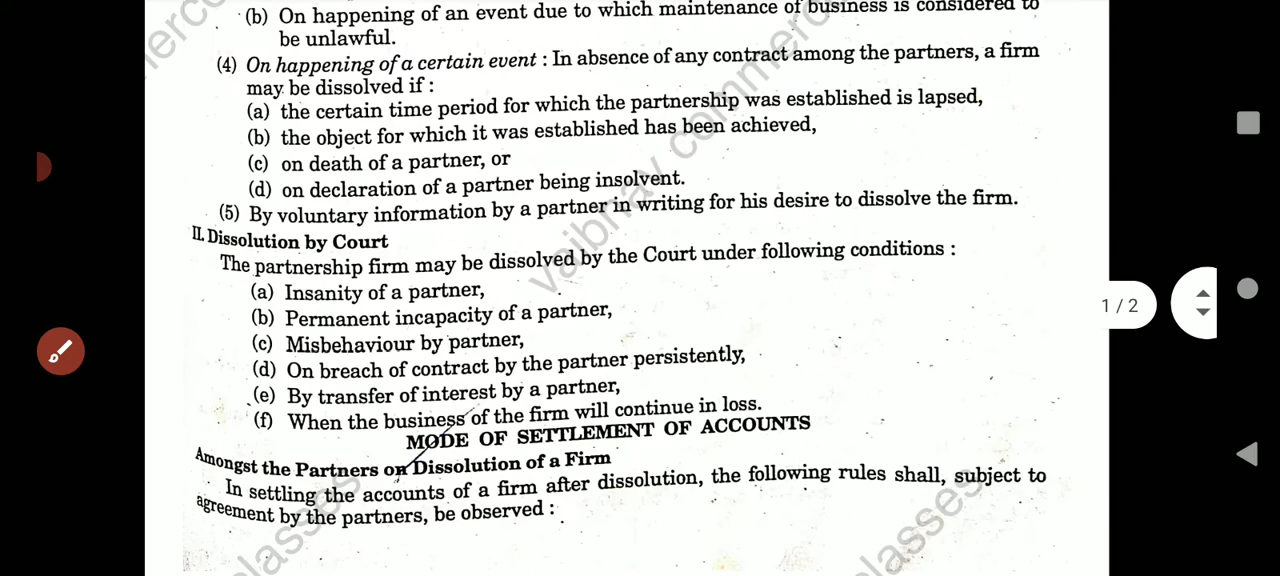 (b) On happening of an event due to which maintenance of business is considered to
be unlawful.
(4) On happening of a certain event : In absence of any contract among the partners, a firm
may be dissolved if :
(a) the certain time period for which the partnership was established is lapsed,
(b) the object for which it was established has been achieved,
(c) on death of a partner, or
(d) on declaration of a partner being insolvent.
(5) By voluntary information by a partner in writing for his desire to dissolve the firm.
II. Dissolution by Court
The partnership firm may be dissolved by the Court under following conditions :
(a) Insanity of a partner,
(b) Permanent incapacity of a partner,
(c) Misbehaviour by partner,
(d) On breach of contract by the partner persistently,
(e) By transfer of interest by a partner,
(f) When the business of the firm will continue in loss.
MODE OF SETTLEMENT OF ACCOUNTS
Amongst the Partners on Dissolution of a Firm
In settling the accounts of a firm after dissolution, the following rules shall, subject to
agreement by the partners, be observed :
vaibhav commerc
merc
classes
classes
1 / 2